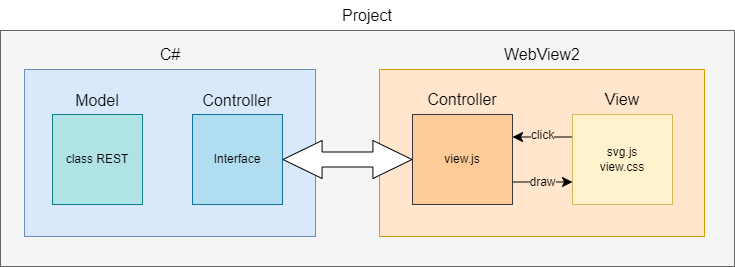 Project
C#
WebView2
Model
Controller
Controller
View
class REST
Interface
view.js
click
draw
svg.js
view.css